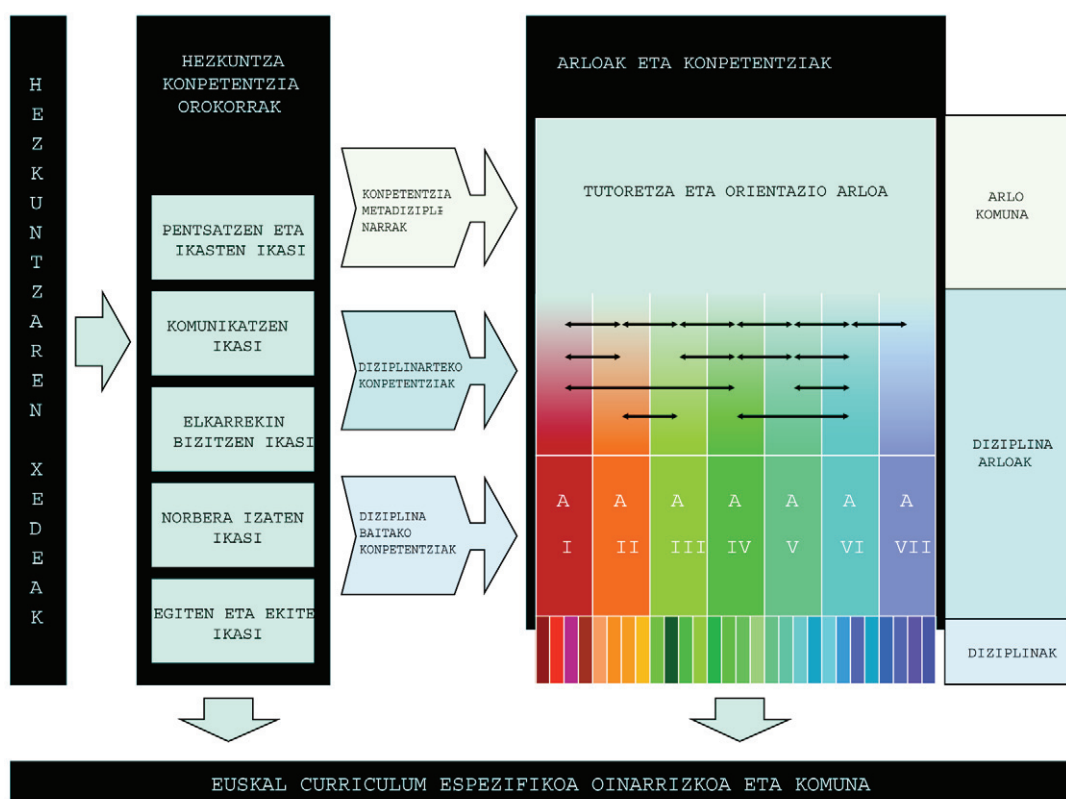 HEZKUNTZAREN XEDEAK
HEZKUNTZA
KONPETENTZIA
OROKORRAK
PENTSATZEN ETA
IKASTEN IKASI
KOMUNIKATZEN
IKASI
ELKARREKIN
BIZITZEN IKASI
NORBERA IZATEN
IKASI
EGITEN ETA EKITE
IKASI
KONPETENTZIA
METADIZIPLI-
NARRAK
DIZIPLINARTEKO
KONPETENTZIAK
DIZIPLINA
BAITAKO
KONPETENTZIAK
ARLOAK ETA KONPETENTZIAK
TUTORETZA ETA ORIENTAZIO ARLOA
A A A A A A A
I II III IV V VI VII
ARLO
KOMUNA
DIZIPLINA
ARLOAK
DIZIPLINAK
EUSKAL CURRICULUM ESPEZIFIKOA OINARRIZKOA ETA KOMUNA